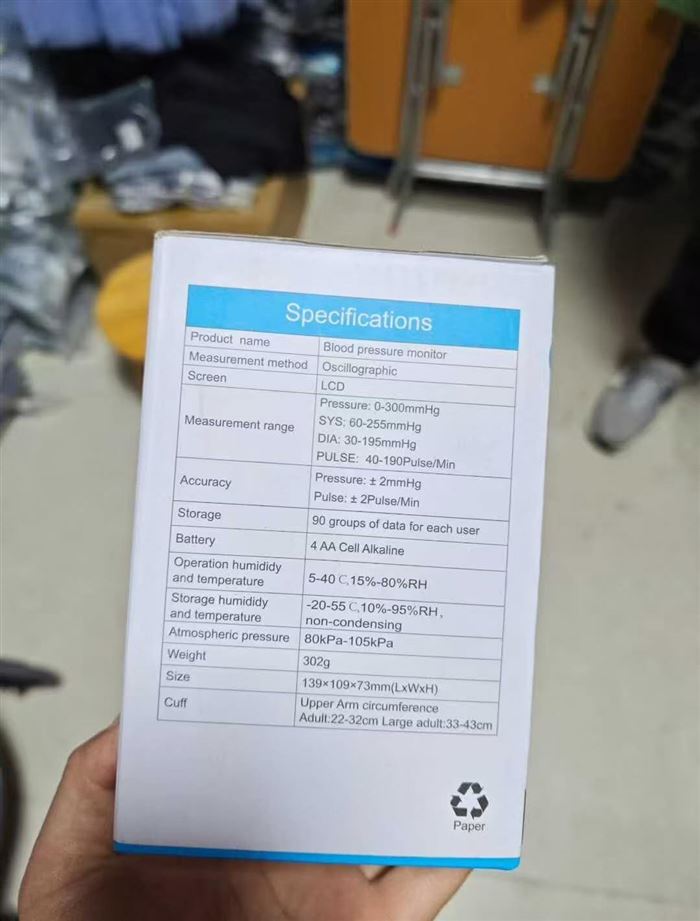 Specifications
Product name Blood pressure monitor
Measurement method Oscillographic
Screen LCD
Measurement range Pressure: 0-300mmHg
SYS: 60-255mmHg
DIA: 30-195mmHg
PULSE: 40-190Pulse/Min
Accuracy Pressure: ± 2mmHg
Pulse: ± 2Pulse/Min
Storage 90 groups of data for each user
Battery 4 AA Cell Alkaline
Operation humididy
and temperature 5-40℃,15%-80%RH
Storage humididy
and temperature -20-55℃,10%-95%RH,
non-condensing
Atmospheric pressure 80kPa-105kPa
Weight 302g
Size 139×109×73mm(LxWxH)
Cuff Upper Arm circumference
Adult:22-32cm Large adult:33-43cm
Paper